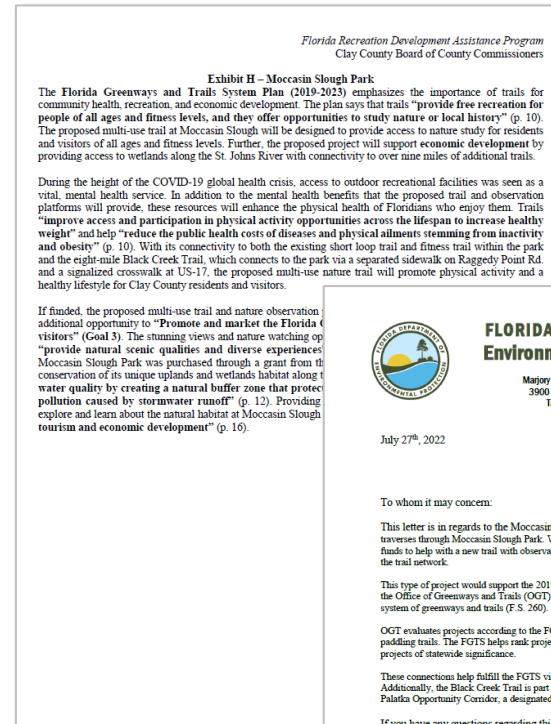 Florida Recreation Development Assistance Program
Clay County Board of County Commissioners
Exhibit H – Moccasin Slough Park
The Florida Greenways and Trails System Plan (2019-2023) emphasizes the importance of trails for
community health, recreation, and economic development. The plan says that trails “provide free recreation for
people of all ages and fitness levels, and they offer opportunities to study nature or local history” (p. 10).
The proposed multi-use trail at Moccasin Slough will be designed to provide access to nature study for residents
and visitors of all ages and fitness levels. Further, the proposed project will support economic development by
providing access to wetlands along the St. Johns River with connectivity to over nine miles of additional trails.
During the height of the COVID-19 global health crisis, access to outdoor recreational facilities was seen as a
vital, mental health service. In addition to the mental health benefits that the proposed trail and observation
platforms will provide, these resources will enhance the physical health of Floridians who enjoy them. Trails
“improve access and participation in physical activity opportunities across the lifespan to increase healthy
weight” and help “reduce the public health costs of diseases and physical ailments stemming from inactivity
and obesity” (p. 10). With its connectivity to both the existing short loop trail and fitness trail within the park
and the eight-mile Black Creek Trail, which connects to the park via a separated sidewalk on Raggedy Point Rd.
and a signalized crosswalk at US-17, the proposed multi-use nature trail will promote physical activity and a
healthy lifestyle for Clay County residents and visitors.
If funded, the proposed multi-use trail and nature observation
additional opportunity to “Promote and market the Florida
visitors” (Goal 3). The stunning views and nature watching op
“provide natural scenic qualities and diverse experiences
Moccasin Slough Park was purchased through a grant from th
conservation of its unique uplands and wetlands habitat along
water quality by creating a natural buffer zone that protec
pollution caused by stormwater runoff” (p. 12). Providing
explore and learn about the natural habitat at Moccasin Slough
tourism and economic development” (p. 16).
FLORIDA DEPARTMENT OF
ENVIRONMENTAL PROTECTION
FLORIDA
Environ
Marjory
3900
T
July 27th, 2022
To whom it may concern:
This letter is in regards to the Moccasin
traverses through Moccasin Slough Park. W
funds to help with a new trail with observa
the trail network.
This type of project would support the 201
the Office of Greenways and Trails (OGT)
system of greenways and trails (F.S. 260).
OGT evaluates projects according to the FG
paddling trails. The FGTS helps rank proje
projects of statewide significance.
These connections help fulfill the FGTS vi
Additionally, the Black Creek Trail is part
Palatka Opportunity Corridor, a designated
If you have any questions regarding thi